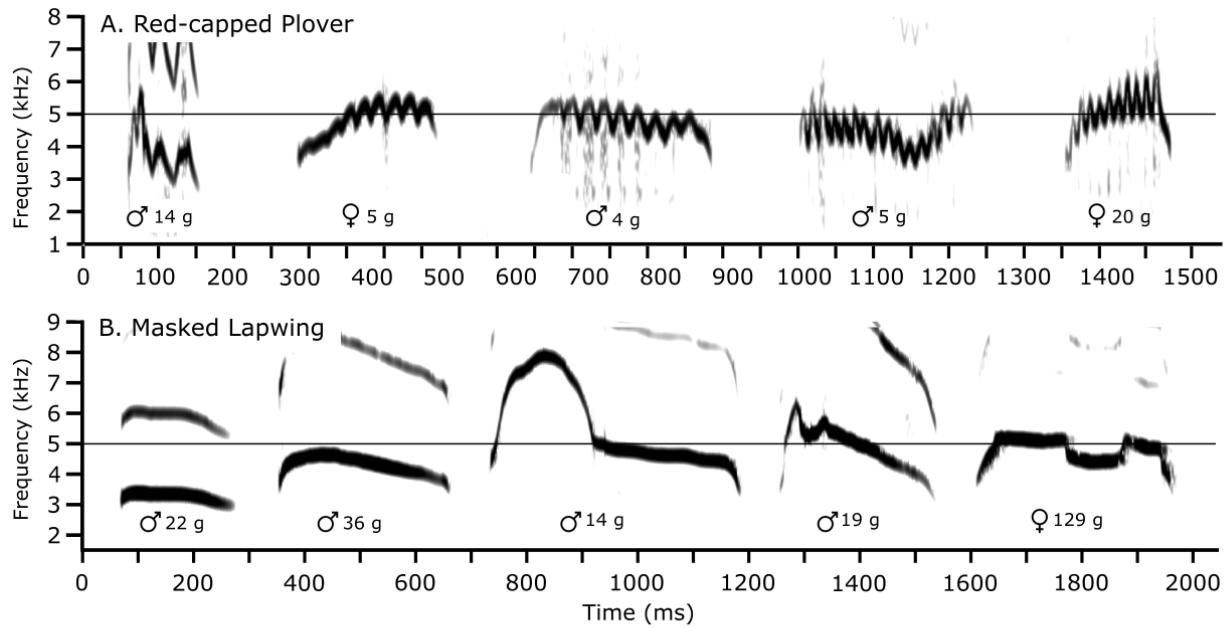 A. Red-capped Plover
Frequency (kHz)
8
7
6
5
4
3
2
1
♂ 14 g
♀ 5 g
♂ 4 g
♂ 5 g
♀ 20 g
0 100 200 300 400 500 600 700 800 900 1000 1100 1200 1300 1400 1500
B. Masked Lapwing
Frequency (kHz)
9
8
7
6
5
4
3
2
♂ 22 g
♂ 36 g
♂ 14 g
♂ 19 g
♀ 129 g
0 200 400 600 800 1000 1200 1400 1600 1800 2000
Time (ms)